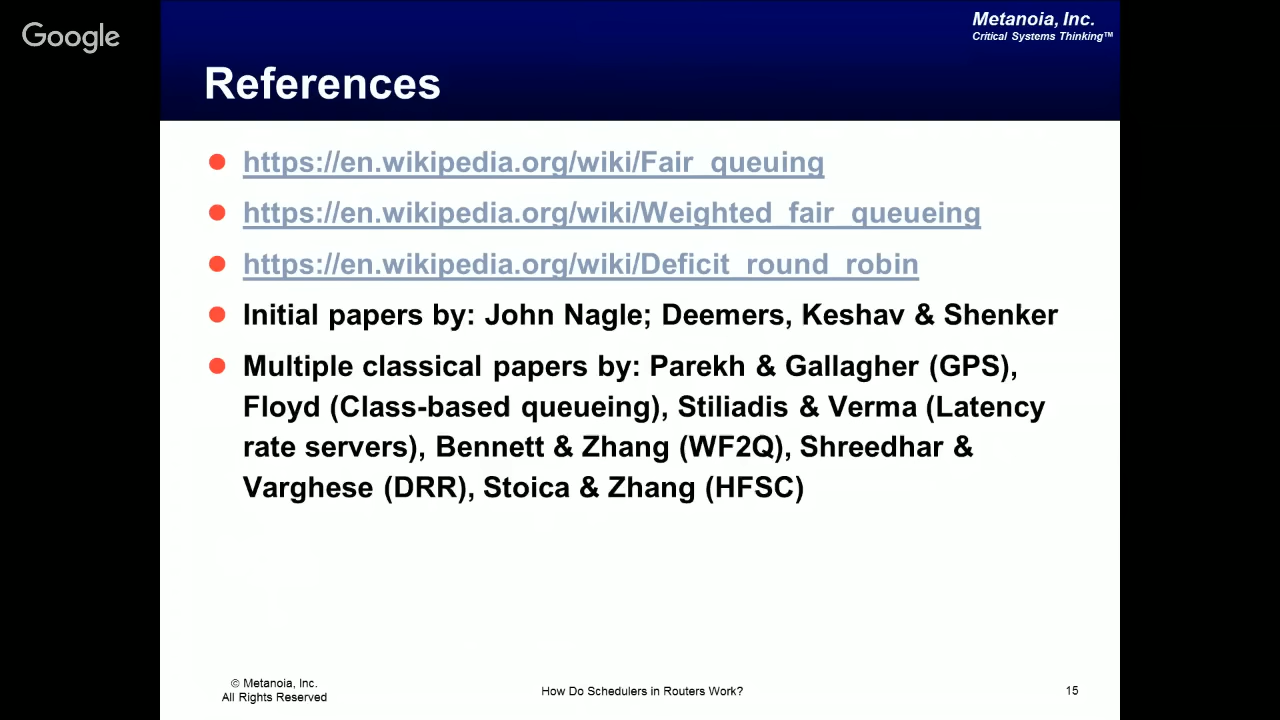 Google
Metanoia, Inc.
Critical Systems Thinking™
References
https://en.wikipedia.org/wiki/Fair_queuing
https://en.wikipedia.org/wiki/Weighted_fair_queueing
https://en.wikipedia.org/wiki/Deficit_round_robin
Initial papers by: John Nagle; Deemers, Keshav & Shenker
Multiple classical papers by: Parekh & Gallagher (GPS),
Floyd (Class-based queueing), Stiliadis & Verma (Latency
rate servers), Bennett & Zhang (WF2Q), Shreedhar &
Varghese (DRR), Stoica & Zhang (HFSC)
© Metanoia, Inc.
All Rights Reserved
How Do Schedulers in Routers Work?
15